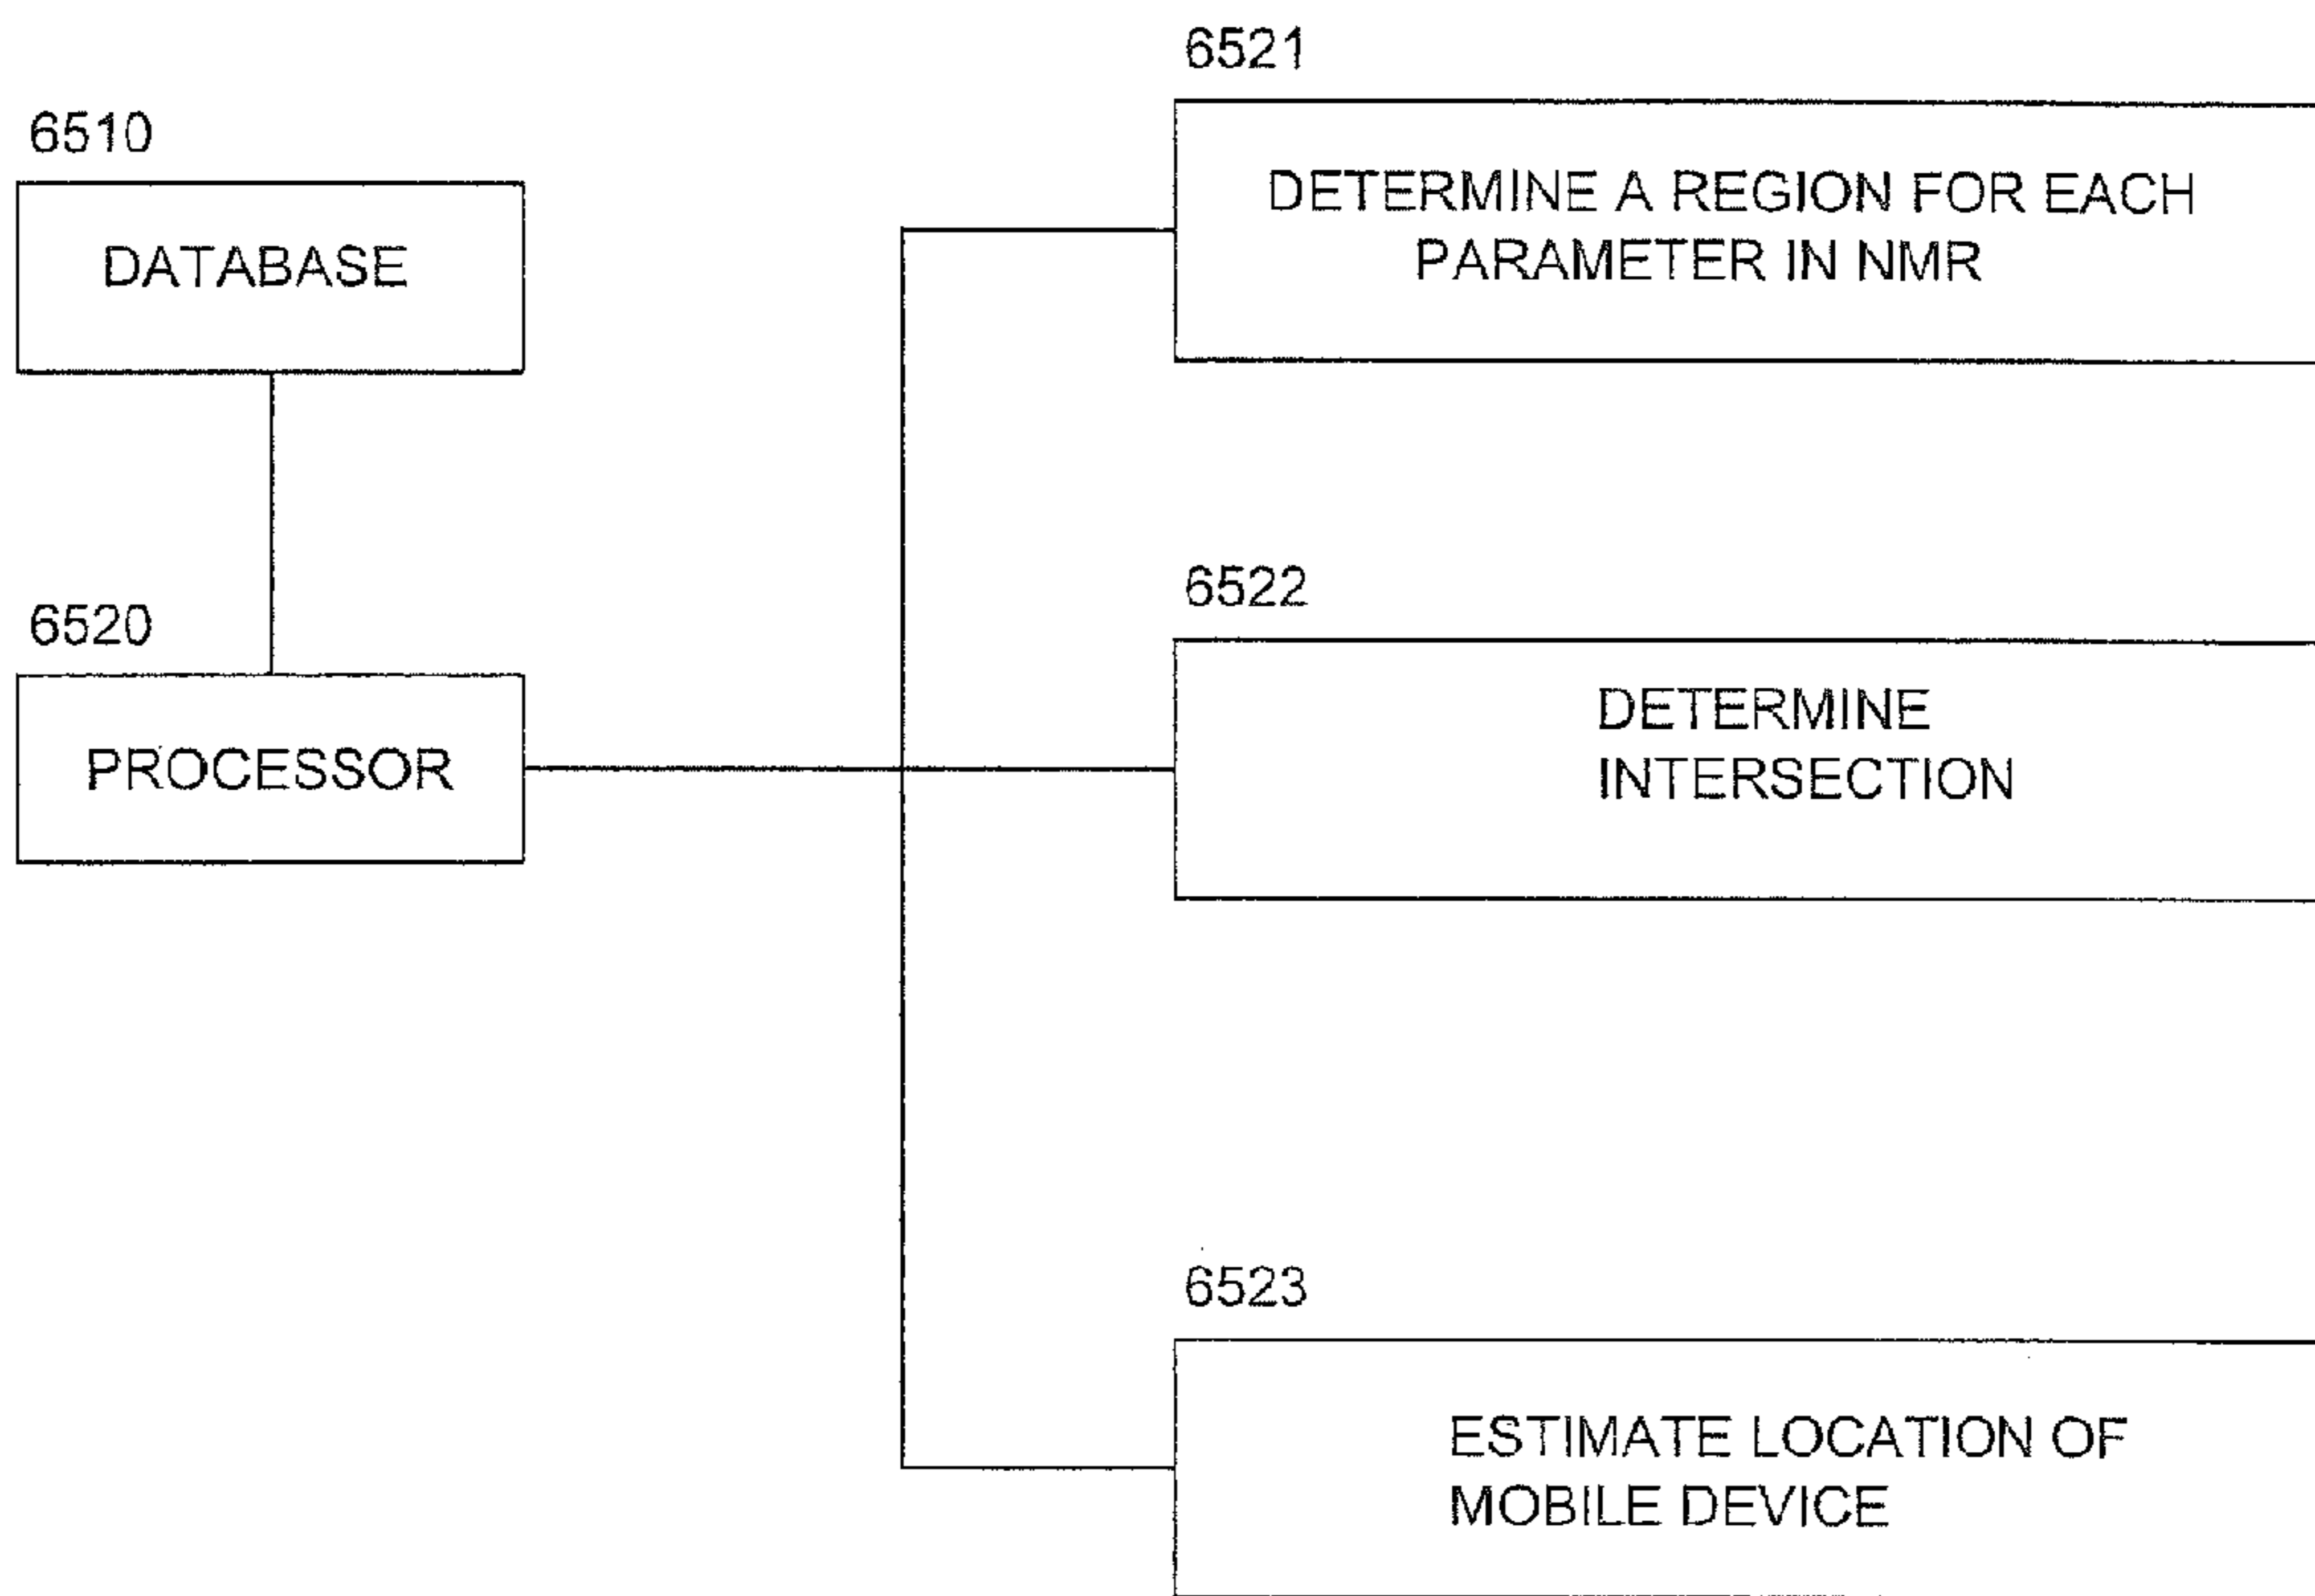 6510
DATABASE
6520
PROCESSOR
6521
DETERMINE A REGION FOR EACH
PARAMETER IN NMR
6522
DETERMINE
INTERSECTION
6523
ESTIMATE LOCATION OF
MOBILE DEVICE